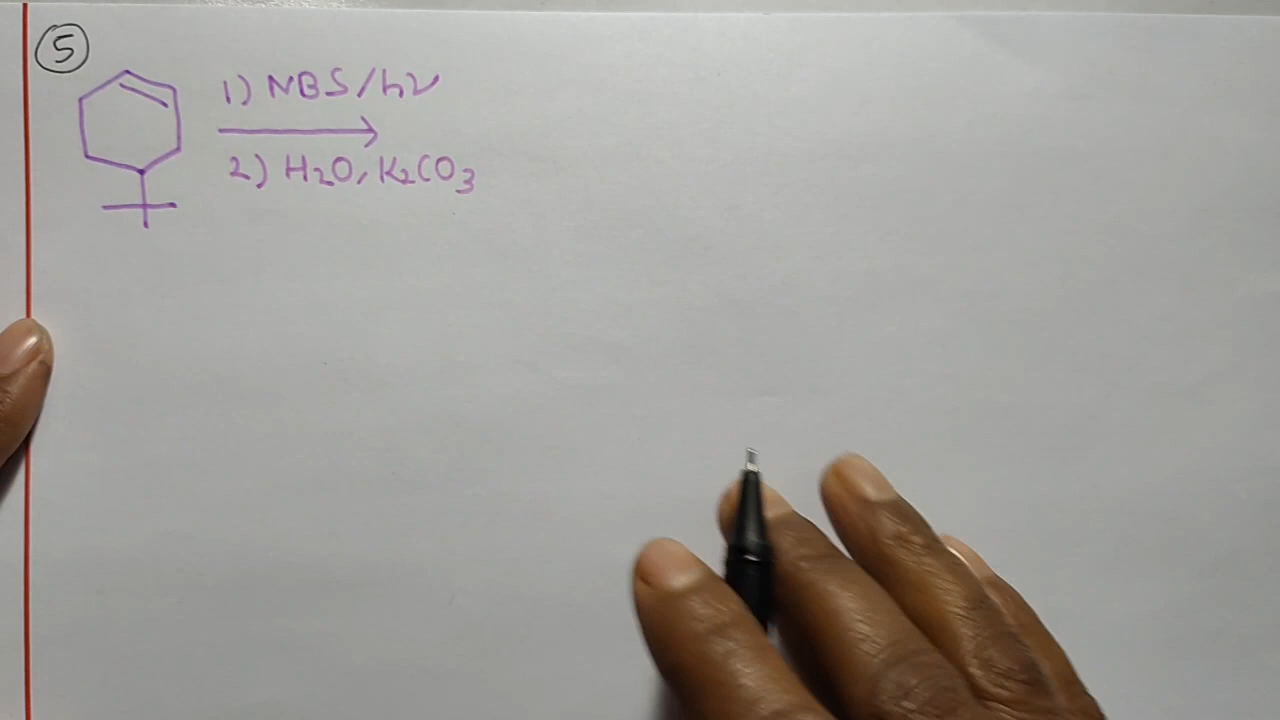 5
1) NBS/hν
2) H₂O, K₂CO₃